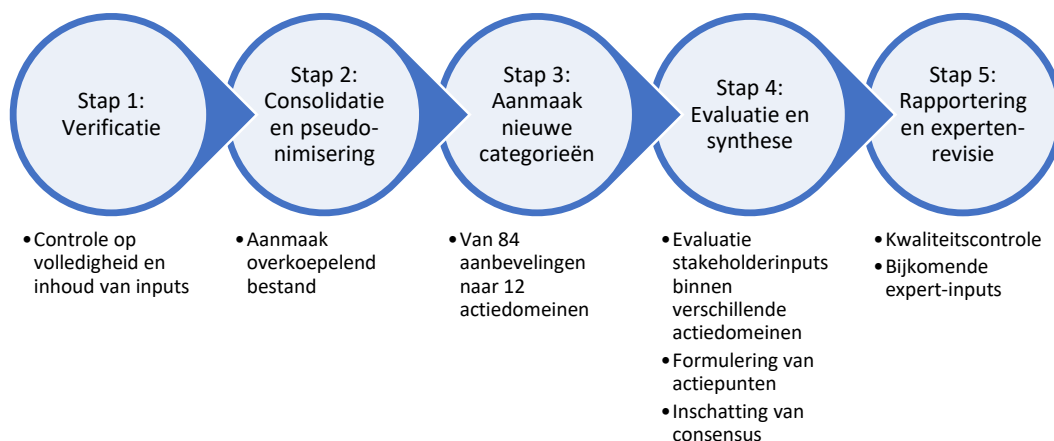 Stap 1:
Verificatie
Stap 2:
Consolidatie
en pseudo-
nimisering
Stap 3:
Aanmaak
nieuwe
categorieën
Stap 4:
Evaluatie en
synthese
Stap 5:
Rapportering
en experten-
revisie
•Controle op
volledigheid en
inhoud van inputs
•Aanmaak
overkoepelend
bestand
•Van 84
aanbevelingen
naar 12
actiedomeinen
•Evaluatie
stakeholderinputs
binnen
verschillende
actiedomeinen
•Formulering van
actiepunten
•Inschatting van
consensus
•Kwaliteitscontrole
•Bijkomende
expert-inputs